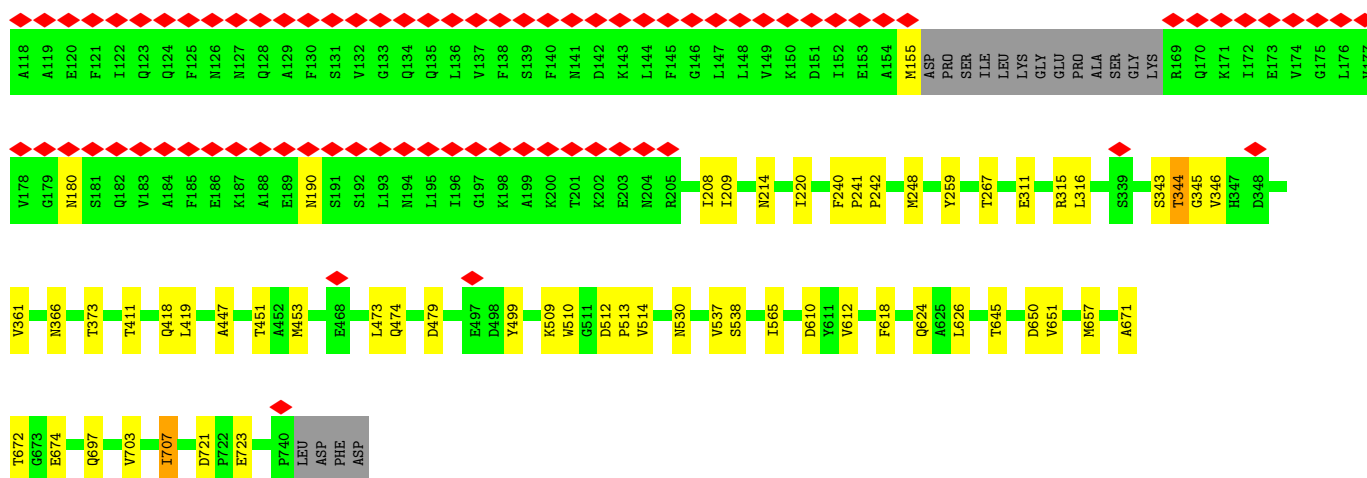 A118 A119 E120 F121 I122 Q123 Q124 F125 N126 N127 Q128 A129 F130 S131 V132 G133 Q134 Q135 L136 V137 F138 S139 F140 N141 D142 K143 L144 F145 G146 L147 L148 V149 K150 D151 I152 E153 A154 M155 ASP PRO SER ILE LEU LYS GLY GLU PRO ALA SER GLY LYS R169 Q170 K171 I172 E173 V174 G175 L176
V178 G179 N180 S181 Q182 V183 A184 F185 E186 K187 A188 E189 N190 S191 S192 L193 N194 L195 I196 G197 K198 A199 K200 T201 K202 E203 N204 R205 I208 I209 N214 I220 F240 P241 P242 M248 Y259 T267 E311 R315 L316 S339 S343 T344 G345 V346 H347 D348
V361 N366 T373 T411 Q418 L419 A447 T451 A452 M453 E468 L473 Q474 D479 E497 D498 Y499 K509 W510 G511 D512 P513 V514 N530 V537 S538 I565 D610 Y611 V612 F618 Q624 A625 L626 T645 D650 V651 M657 A671
T672 G673 E674 Q697 V703 I707 D721 P722 E723 P740 LEU ASP PHE ASP